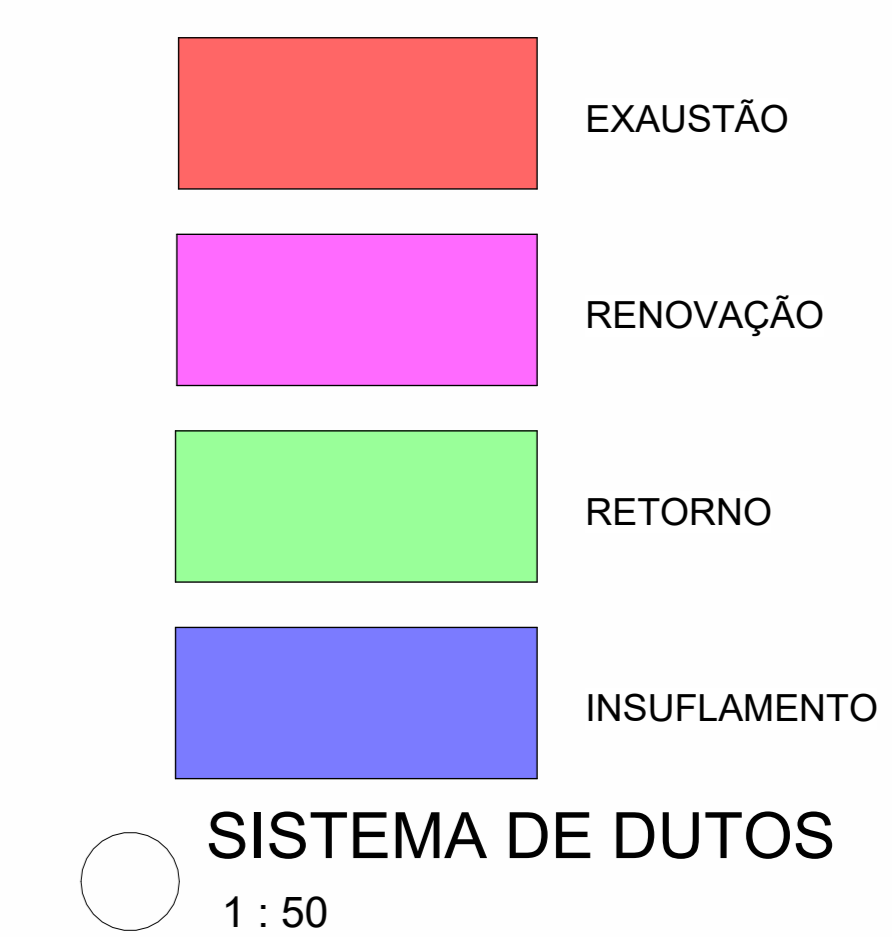 EXAUSTÃO
RENOVAÇÃO
RETORNO
INSUFLAMENTO
SISTEMA DE DUTOS
1 : 50